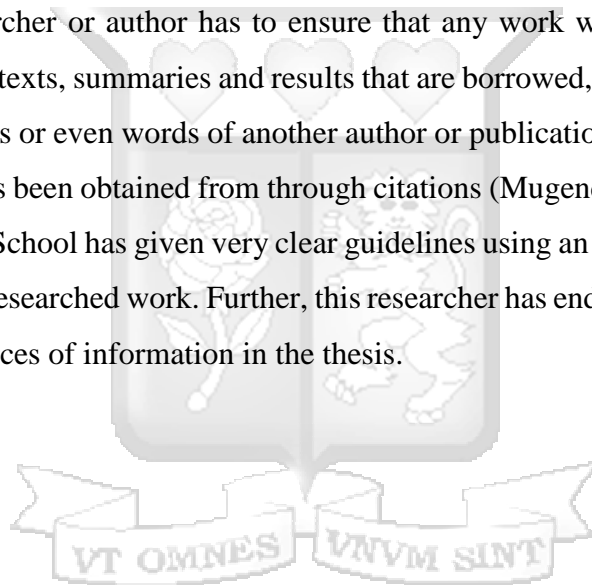 rcher or author has to ensure that any work w
texts, summaries and results that are borrowed,
s or even words of another author or publicatio
s been obtained from through citations (Mugend
School has given very clear guidelines using an
esearched work. Further, this researcher has end
ces of information in the thesis.
VT OMNES VNVM SINT